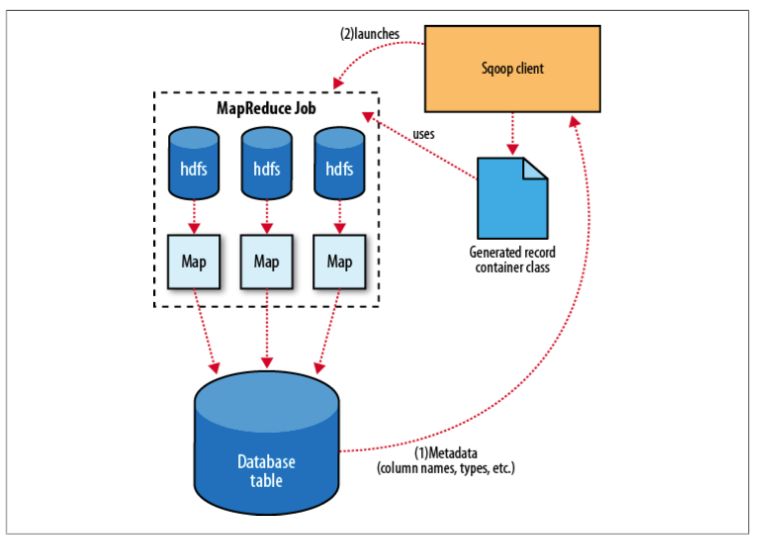 (2)launches
Sqoop client
MapReduce Job
uses
hdfs
hdfs
hdfs
Map
Map
Map
Generated record
container class
Database
table
(1)Metadata
(column names, types, etc.)